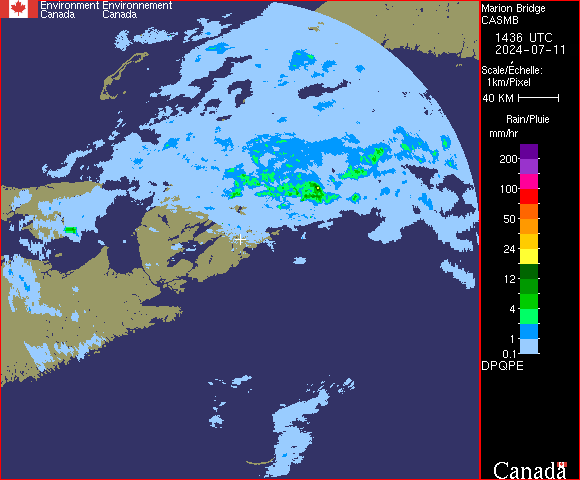 Environment Environnement
Canada Canada
Marion Bridge
CASMB
1436 UTC
2024-07-11
Scale/Échelle:
1km/Pixel
40 KM
Rain/Pluie
mm/hr
200
100
50
24
12
4
1
0.1
DPQPE
Canada